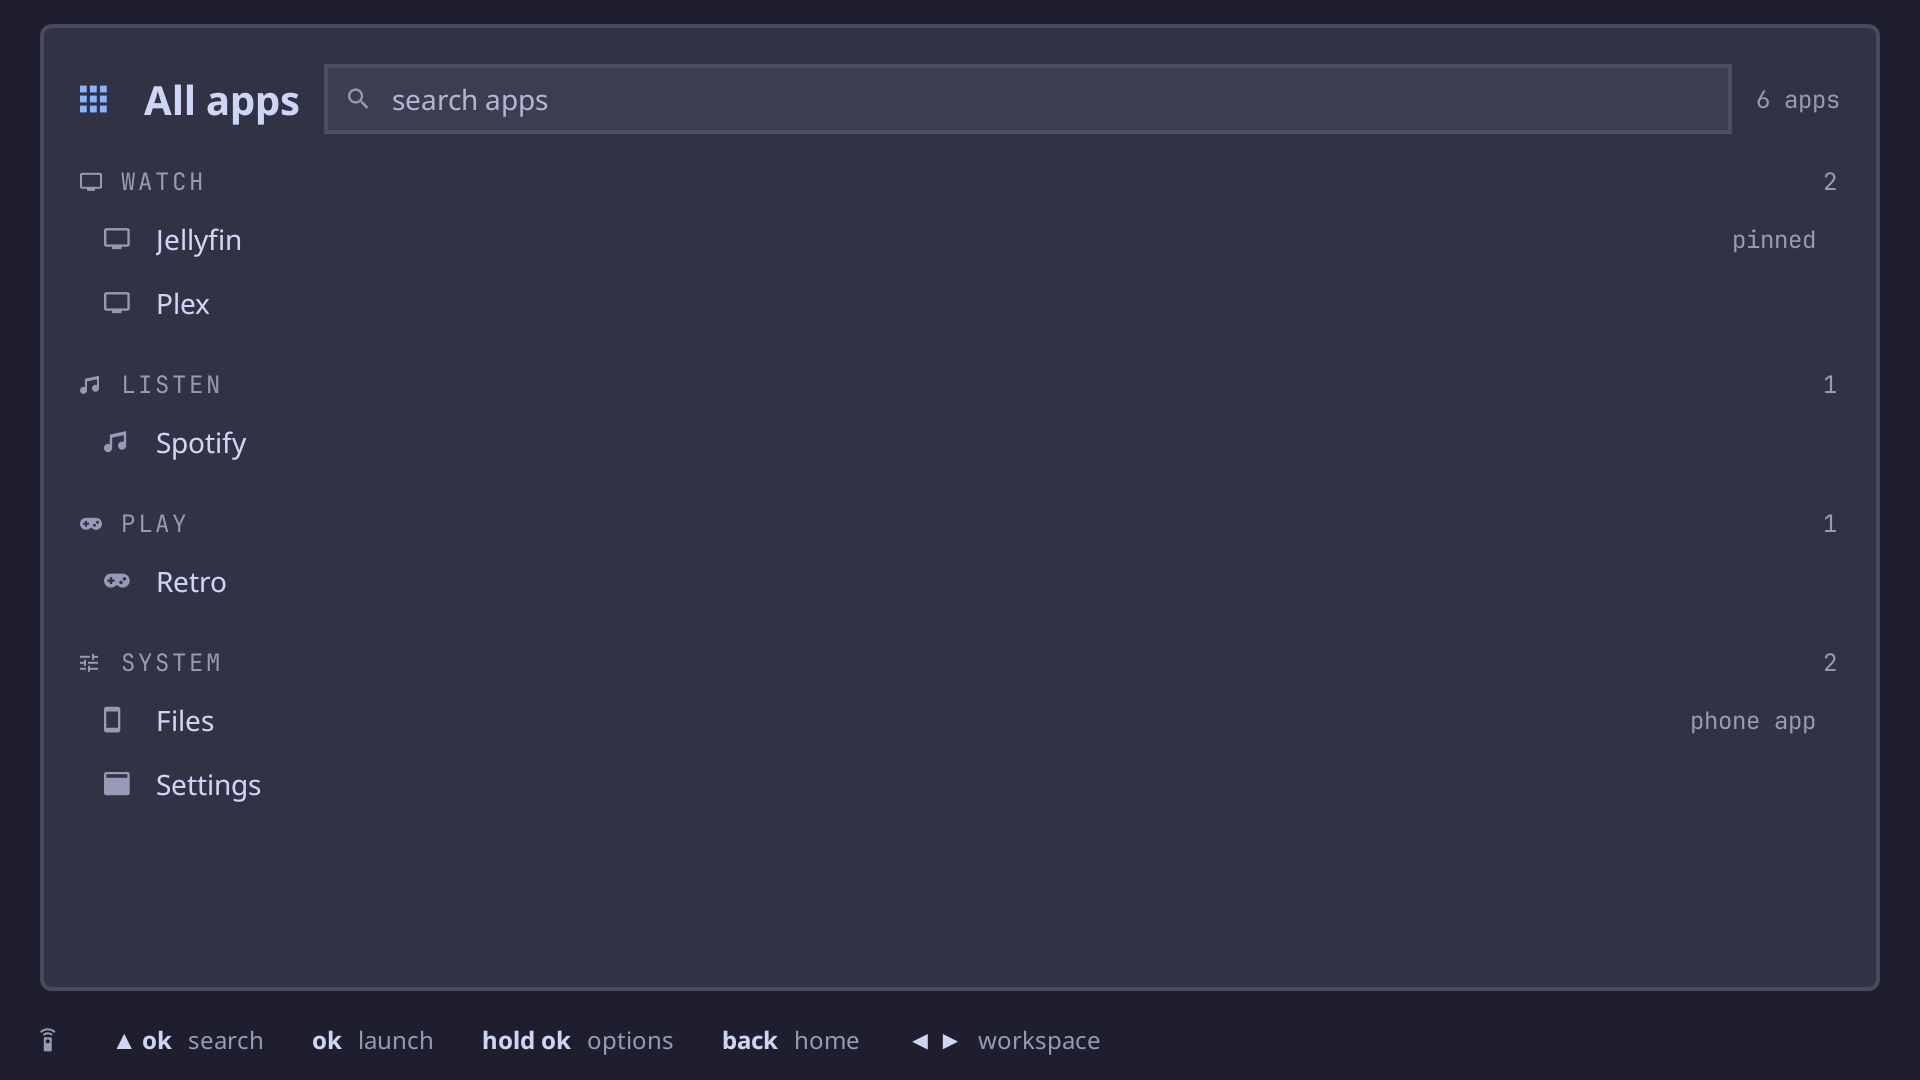 All apps
search apps
6 apps
WATCH 2
Jellyfin pinned
Plex
LISTEN 1
Spotify
PLAY 1
Retro
SYSTEM 2
Files phone app
Settings
▲ ok search ok launch hold ok options back home ◀ ▶ workspace